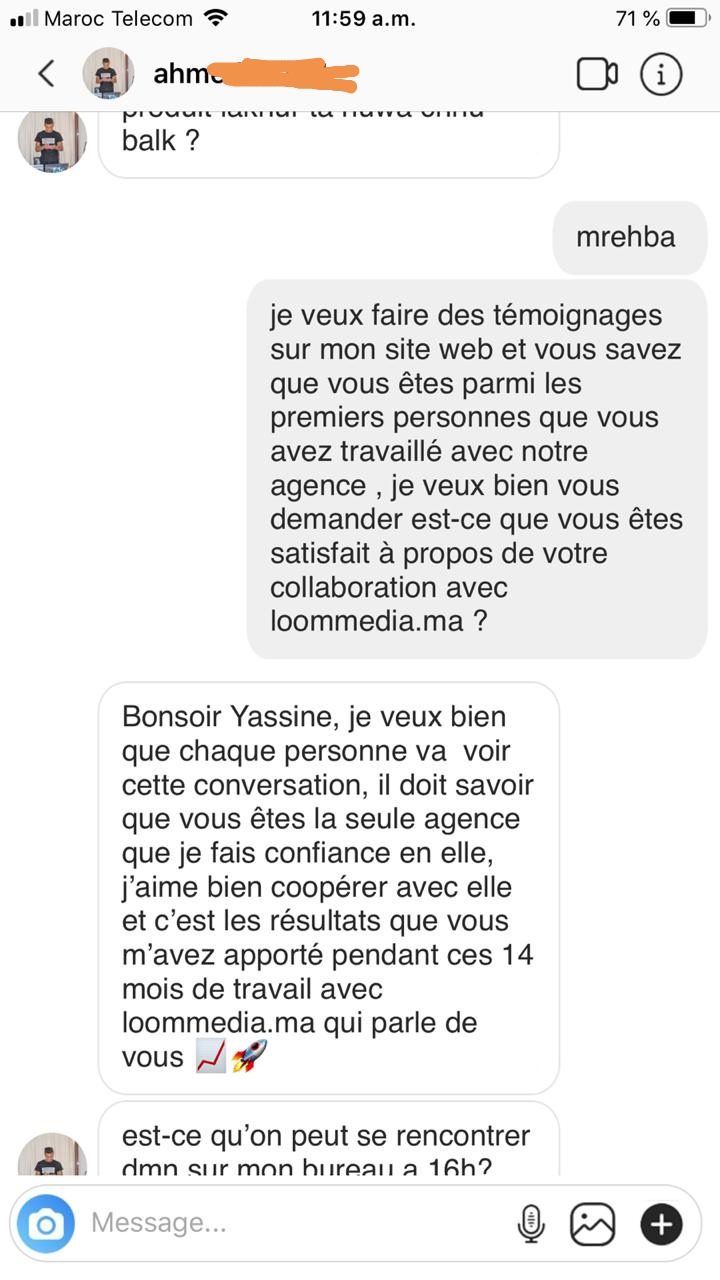 Maroc Telecom
11:59 a.m.
71 %
balk ?
mrehba
je veux faire des témoignages
sur mon site web et vous savez
que vous êtes parmi les
premiers personnes que vous
avez travaillé avec notre
agence , je veux bien vous
demander est-ce que vous êtes
satisfait à propos de votre
collaboration avec
loommedia.ma ?
Bonsoir Yassine, je veux bien
que chaque personne va voir
cette conversation, il doit savoir
que vous êtes la seule agence
que je fais confiance en elle,
j’aime bien coopérer avec elle
et c’est les résultats que vous
m’avez apporté pendant ces 14
mois de travail avec
loommedia.ma qui parle de
vous 📈🚀
est-ce qu’on peut se rencontrer
dmn sur mon bureau a 16h?
Message...